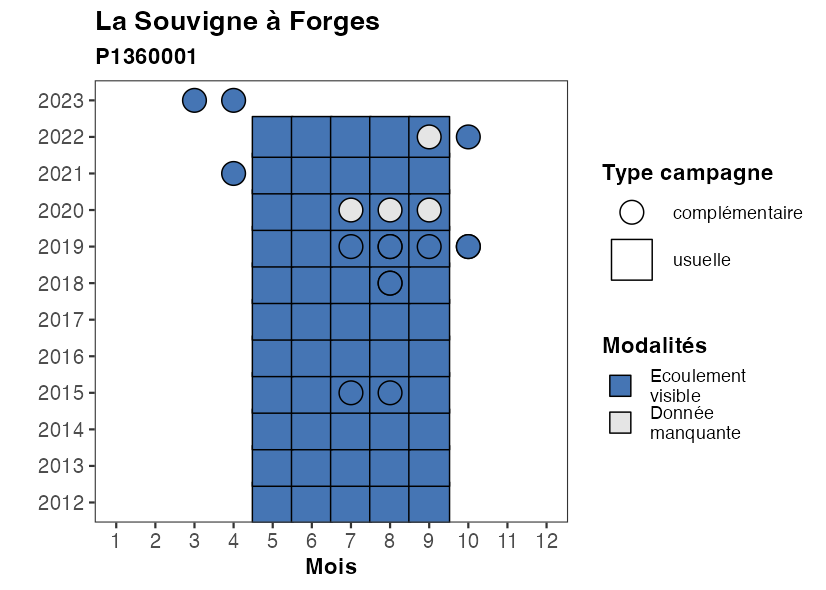 La Souvigne à Forges
P1360001
2023
2022
2021
2020
2019
2018
2017
2016
2015
2014
2013
2012
1 2 3 4 5 6 7 8 9 10 11 12
Mois
Type campagne
complémentaire
usuelle
Modalités
Ecoulement
visible
Donnée
manquante